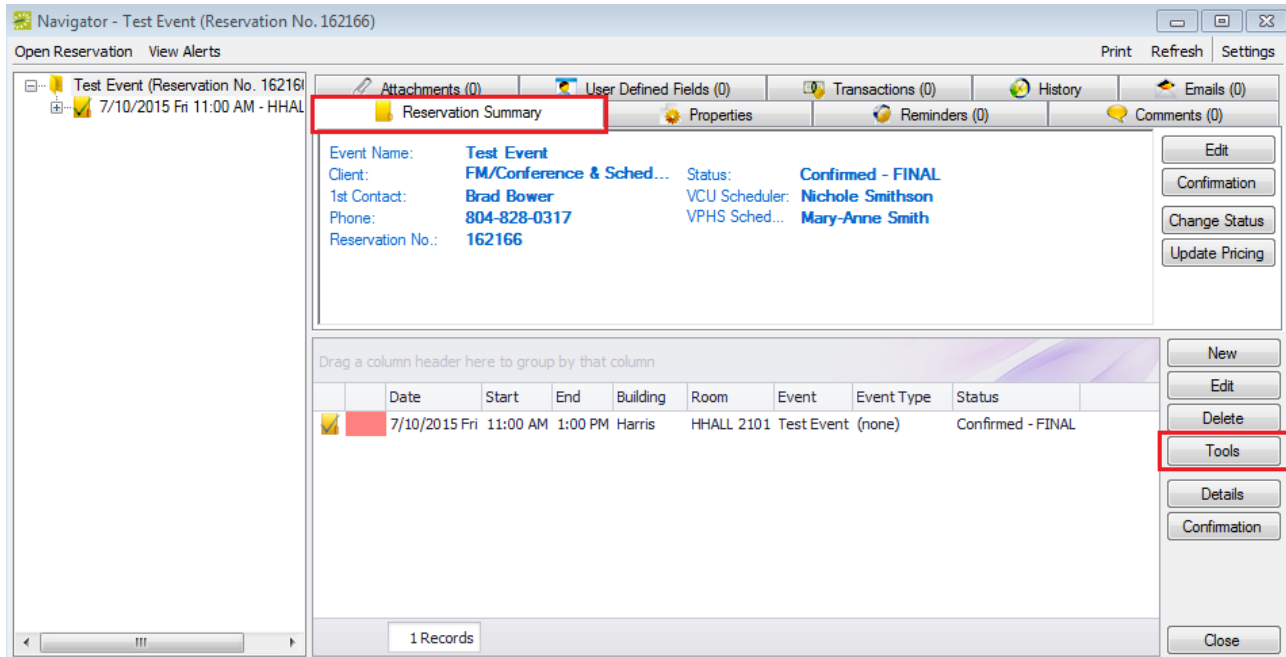 Navigator - Test Event (Reservation No. 162166)
Open Reservation View Alerts Print Refresh Settings
Test Event (Reservation No. 16216
7/10/2015 Fri 11:00 AM - HHAL
Attachments (0) User Defined Fields (0) Transactions (0) History Emails (0)
Reservation Summary Properties Reminders (0) Comments (0)
Event Name: Test Event
Client: FM/Conference & Sched... Status: Confirmed - FINAL
1st Contact: Brad Bower VCU Scheduler: Nichole Smithson
Phone: 804-828-0317 VPHS Sched... Mary-Anne Smith
Reservation No.: 162166
Edit
Confirmation
Change Status
Update Pricing
Drag a column header here to group by that column
Date Start End Building Room Event Event Type Status
7/10/2015 Fri 11:00 AM 1:00 PM Harris HHALL 2101 Test Event (none) Confirmed - FINAL
New
Edit
Delete
Tools
Details
Confirmation
1 Records
Close